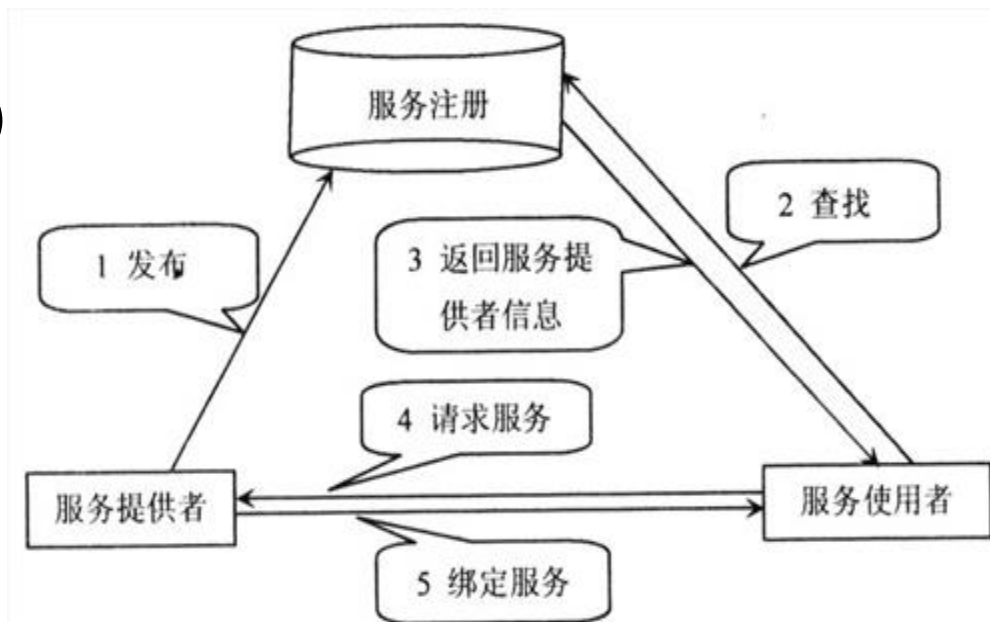 )
服务注册
2 查找
1 发布
3 返回服务提
供者信息
4 请求服务
服务提供者
服务使用者
5 绑定服务